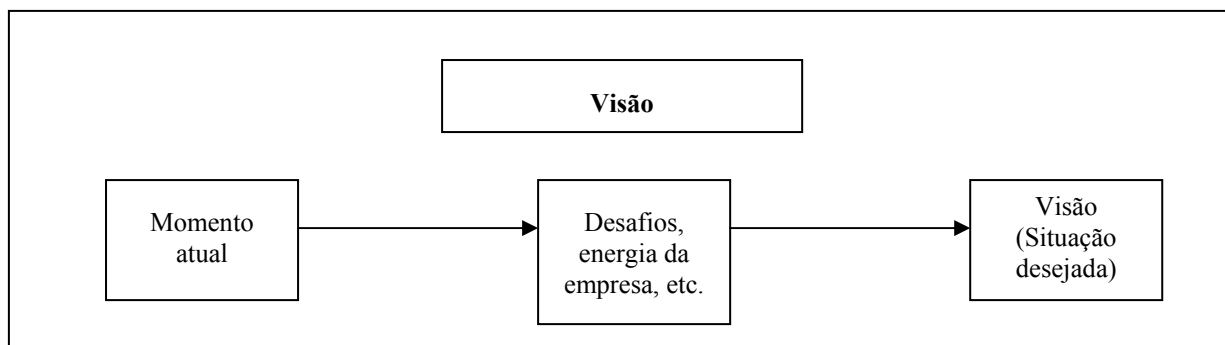 Visão
Momento
atual
Desafios,
energia da
empresa, etc.
Visão
(Situação
desejada)